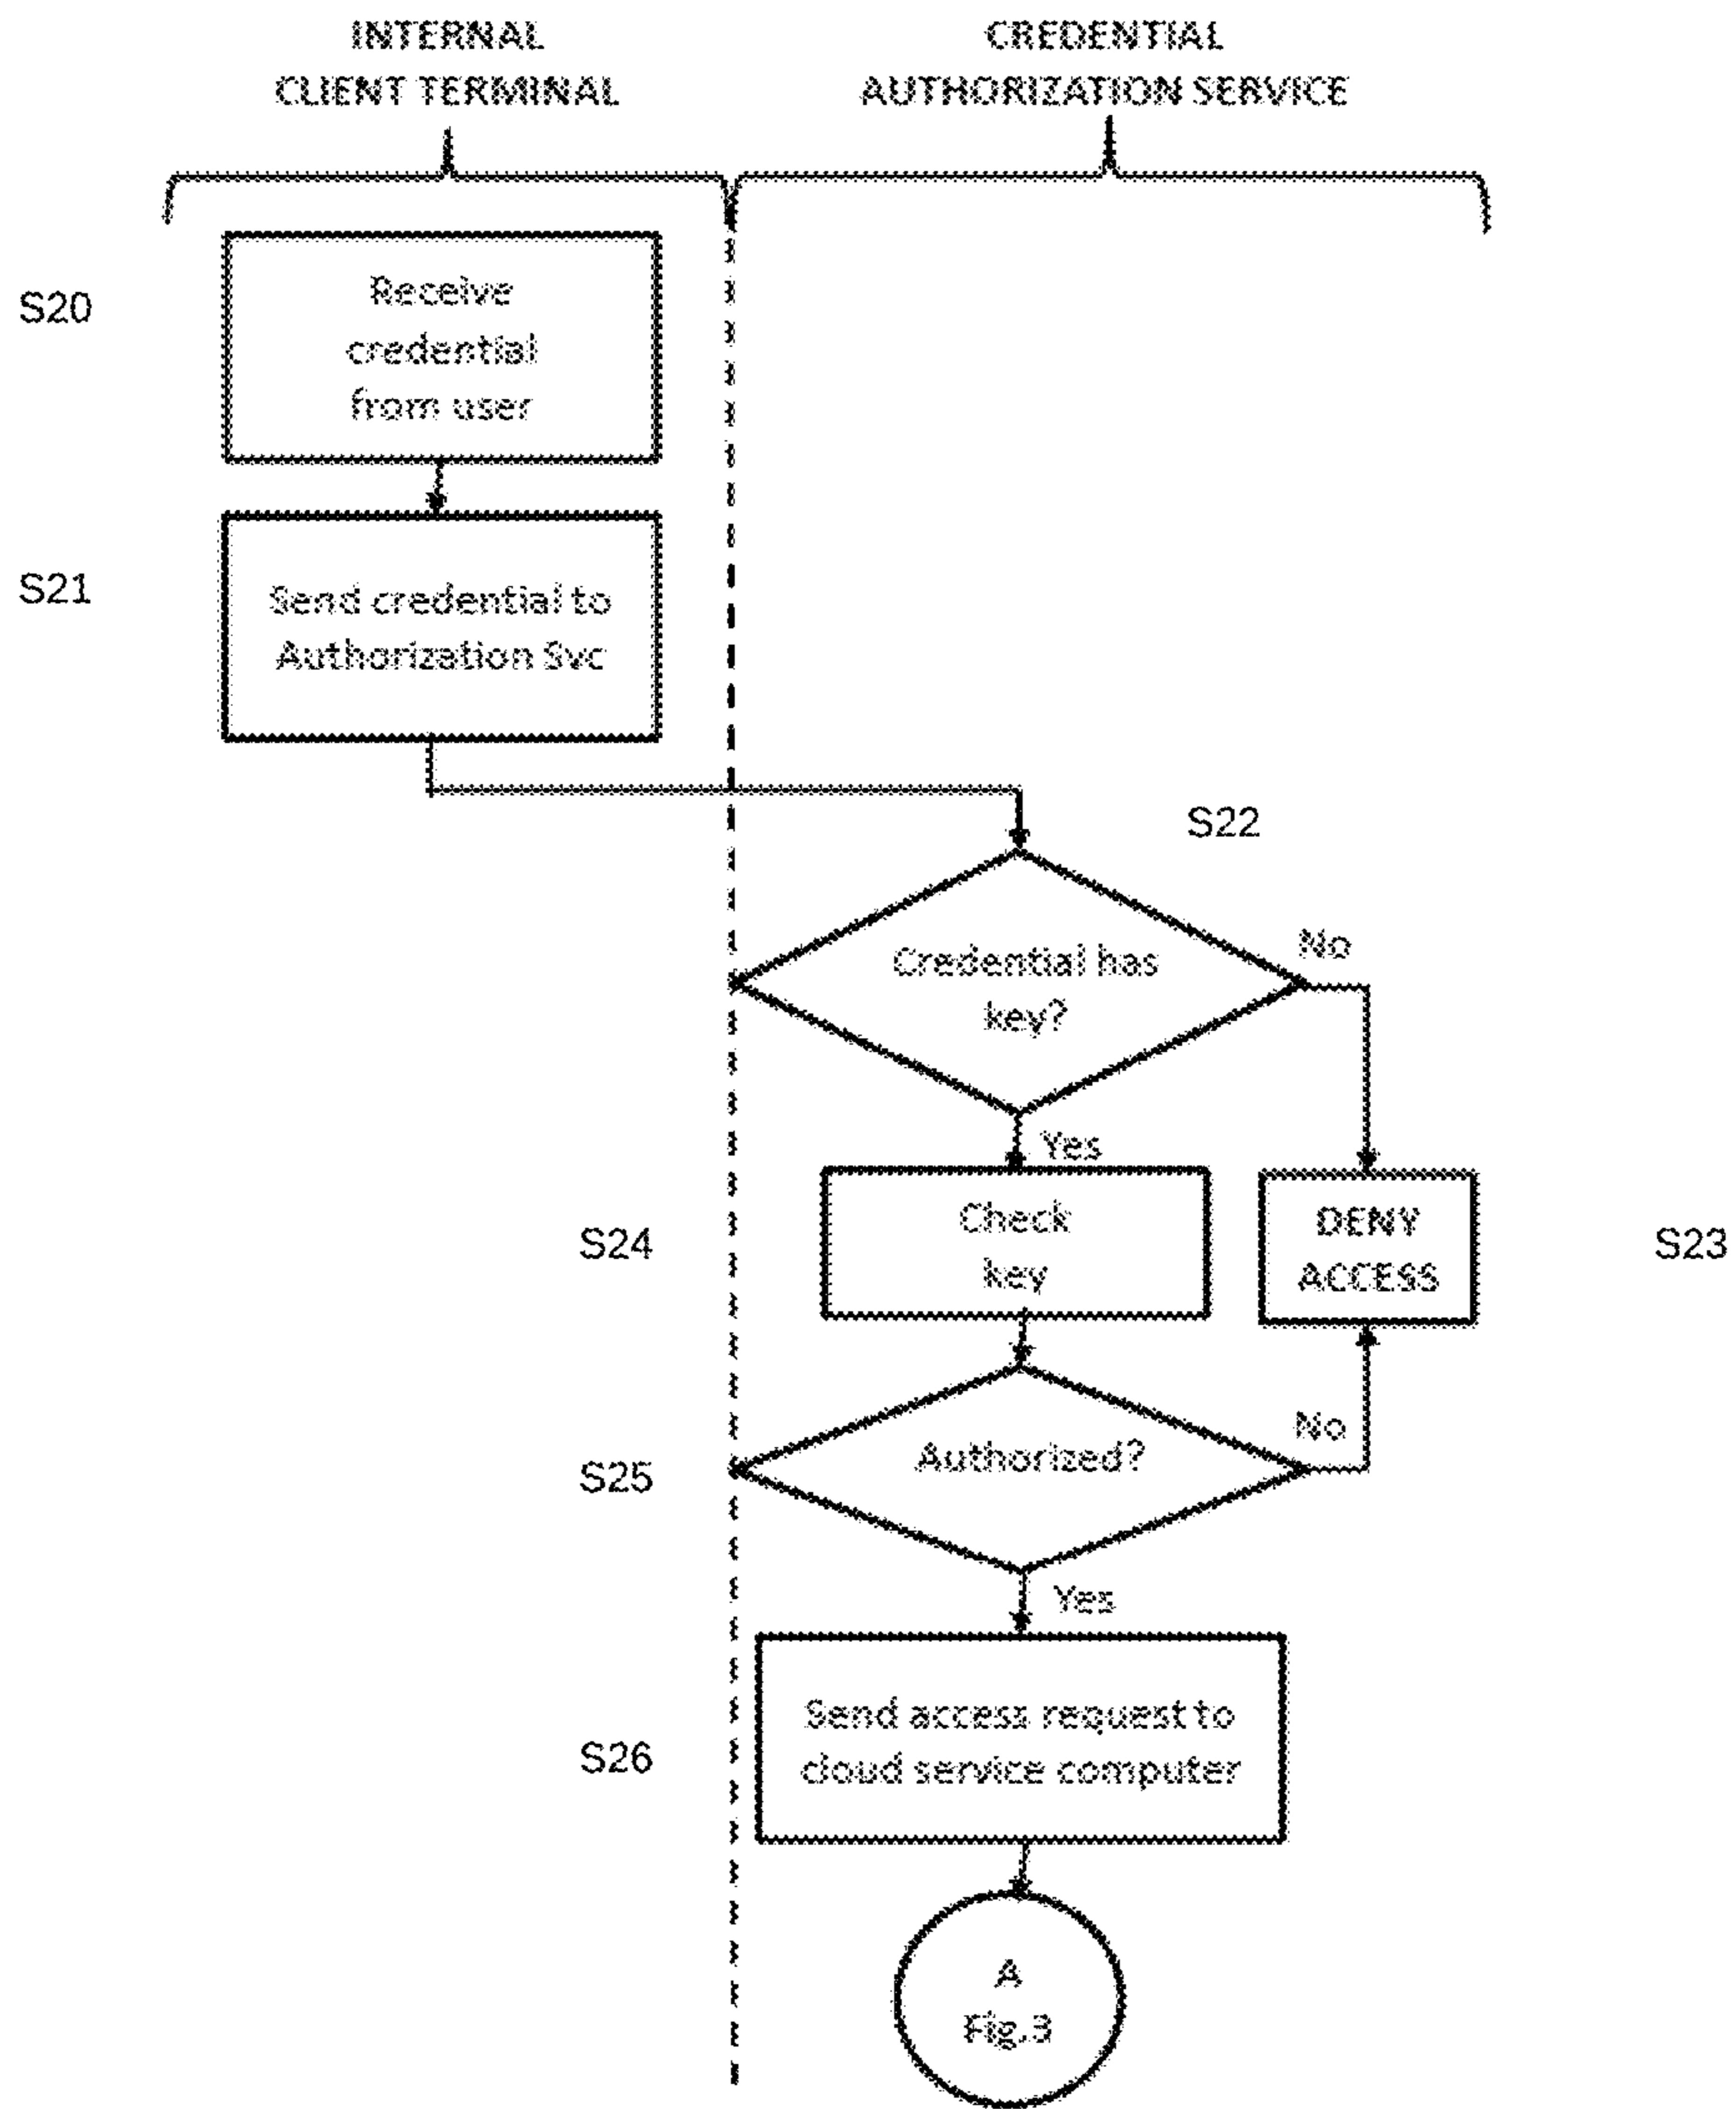 INTERNAL
CLIENT TERMINAL
CREDENTIAL
AUTHORIZATION SERVICE
S20
Receive
credential
from user
S21
Send credential to
Authorization Svc
S22
Credential has
key?
No
Yes
S24
Check
key
DENY
ACCESS
S23
S25
Authorized?
No
Yes
S26
Send access request to
cloud service computer
A
Fig.3